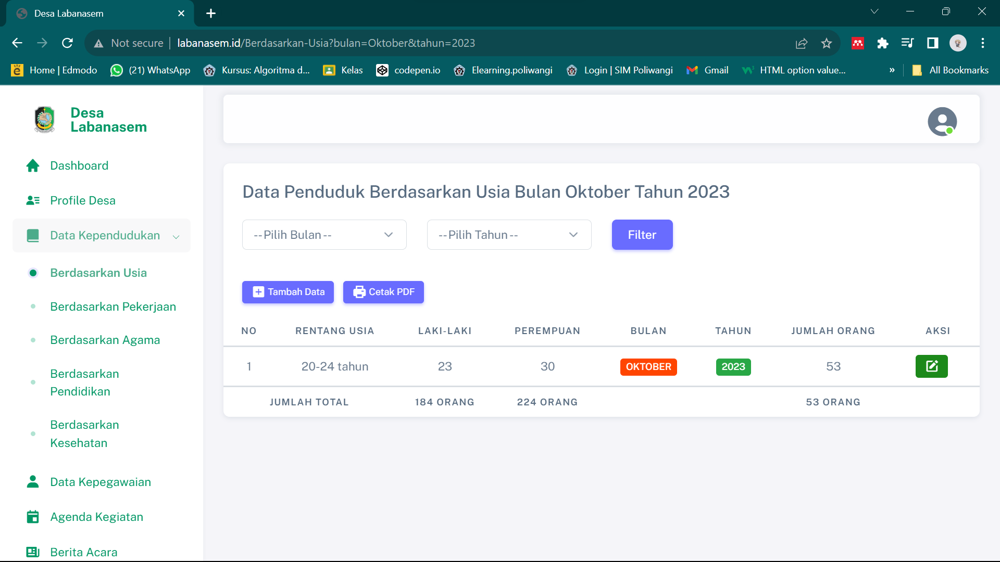 Desa Labanasem
Not secure labanasem.id/Berdasarkan-Usia?bulan=Oktober&tahun=2023
Home | Edmodo (21) WhatsApp Kursus: Algoritma d... Kelas codepen.io Elearning.poliwangi Login | SIM Poliwangi Gmail HTML option value... » All Bookmarks
Desa
Labanasem
Dashboard
Profile Desa
Data Kependudukan
Berdasarkan Usia
Berdasarkan Pekerjaan
Berdasarkan Agama
Berdasarkan
Pendidikan
Berdasarkan
Kesehatan
Data Kepegawaian
Agenda Kegiatan
Berita Acara
Data Penduduk Berdasarkan Usia Bulan Oktober Tahun 2023
--Pilih Bulan-- --Pilih Tahun-- Filter
Tambah Data Cetak PDF
NO RENTANG USIA LAKI-LAKI PEREMPUAN BULAN TAHUN JUMLAH ORANG AKSI
1 20-24 tahun 23 30 OKTOBER 2023 53
JUMLAH TOTAL 184 ORANG 224 ORANG 53 ORANG